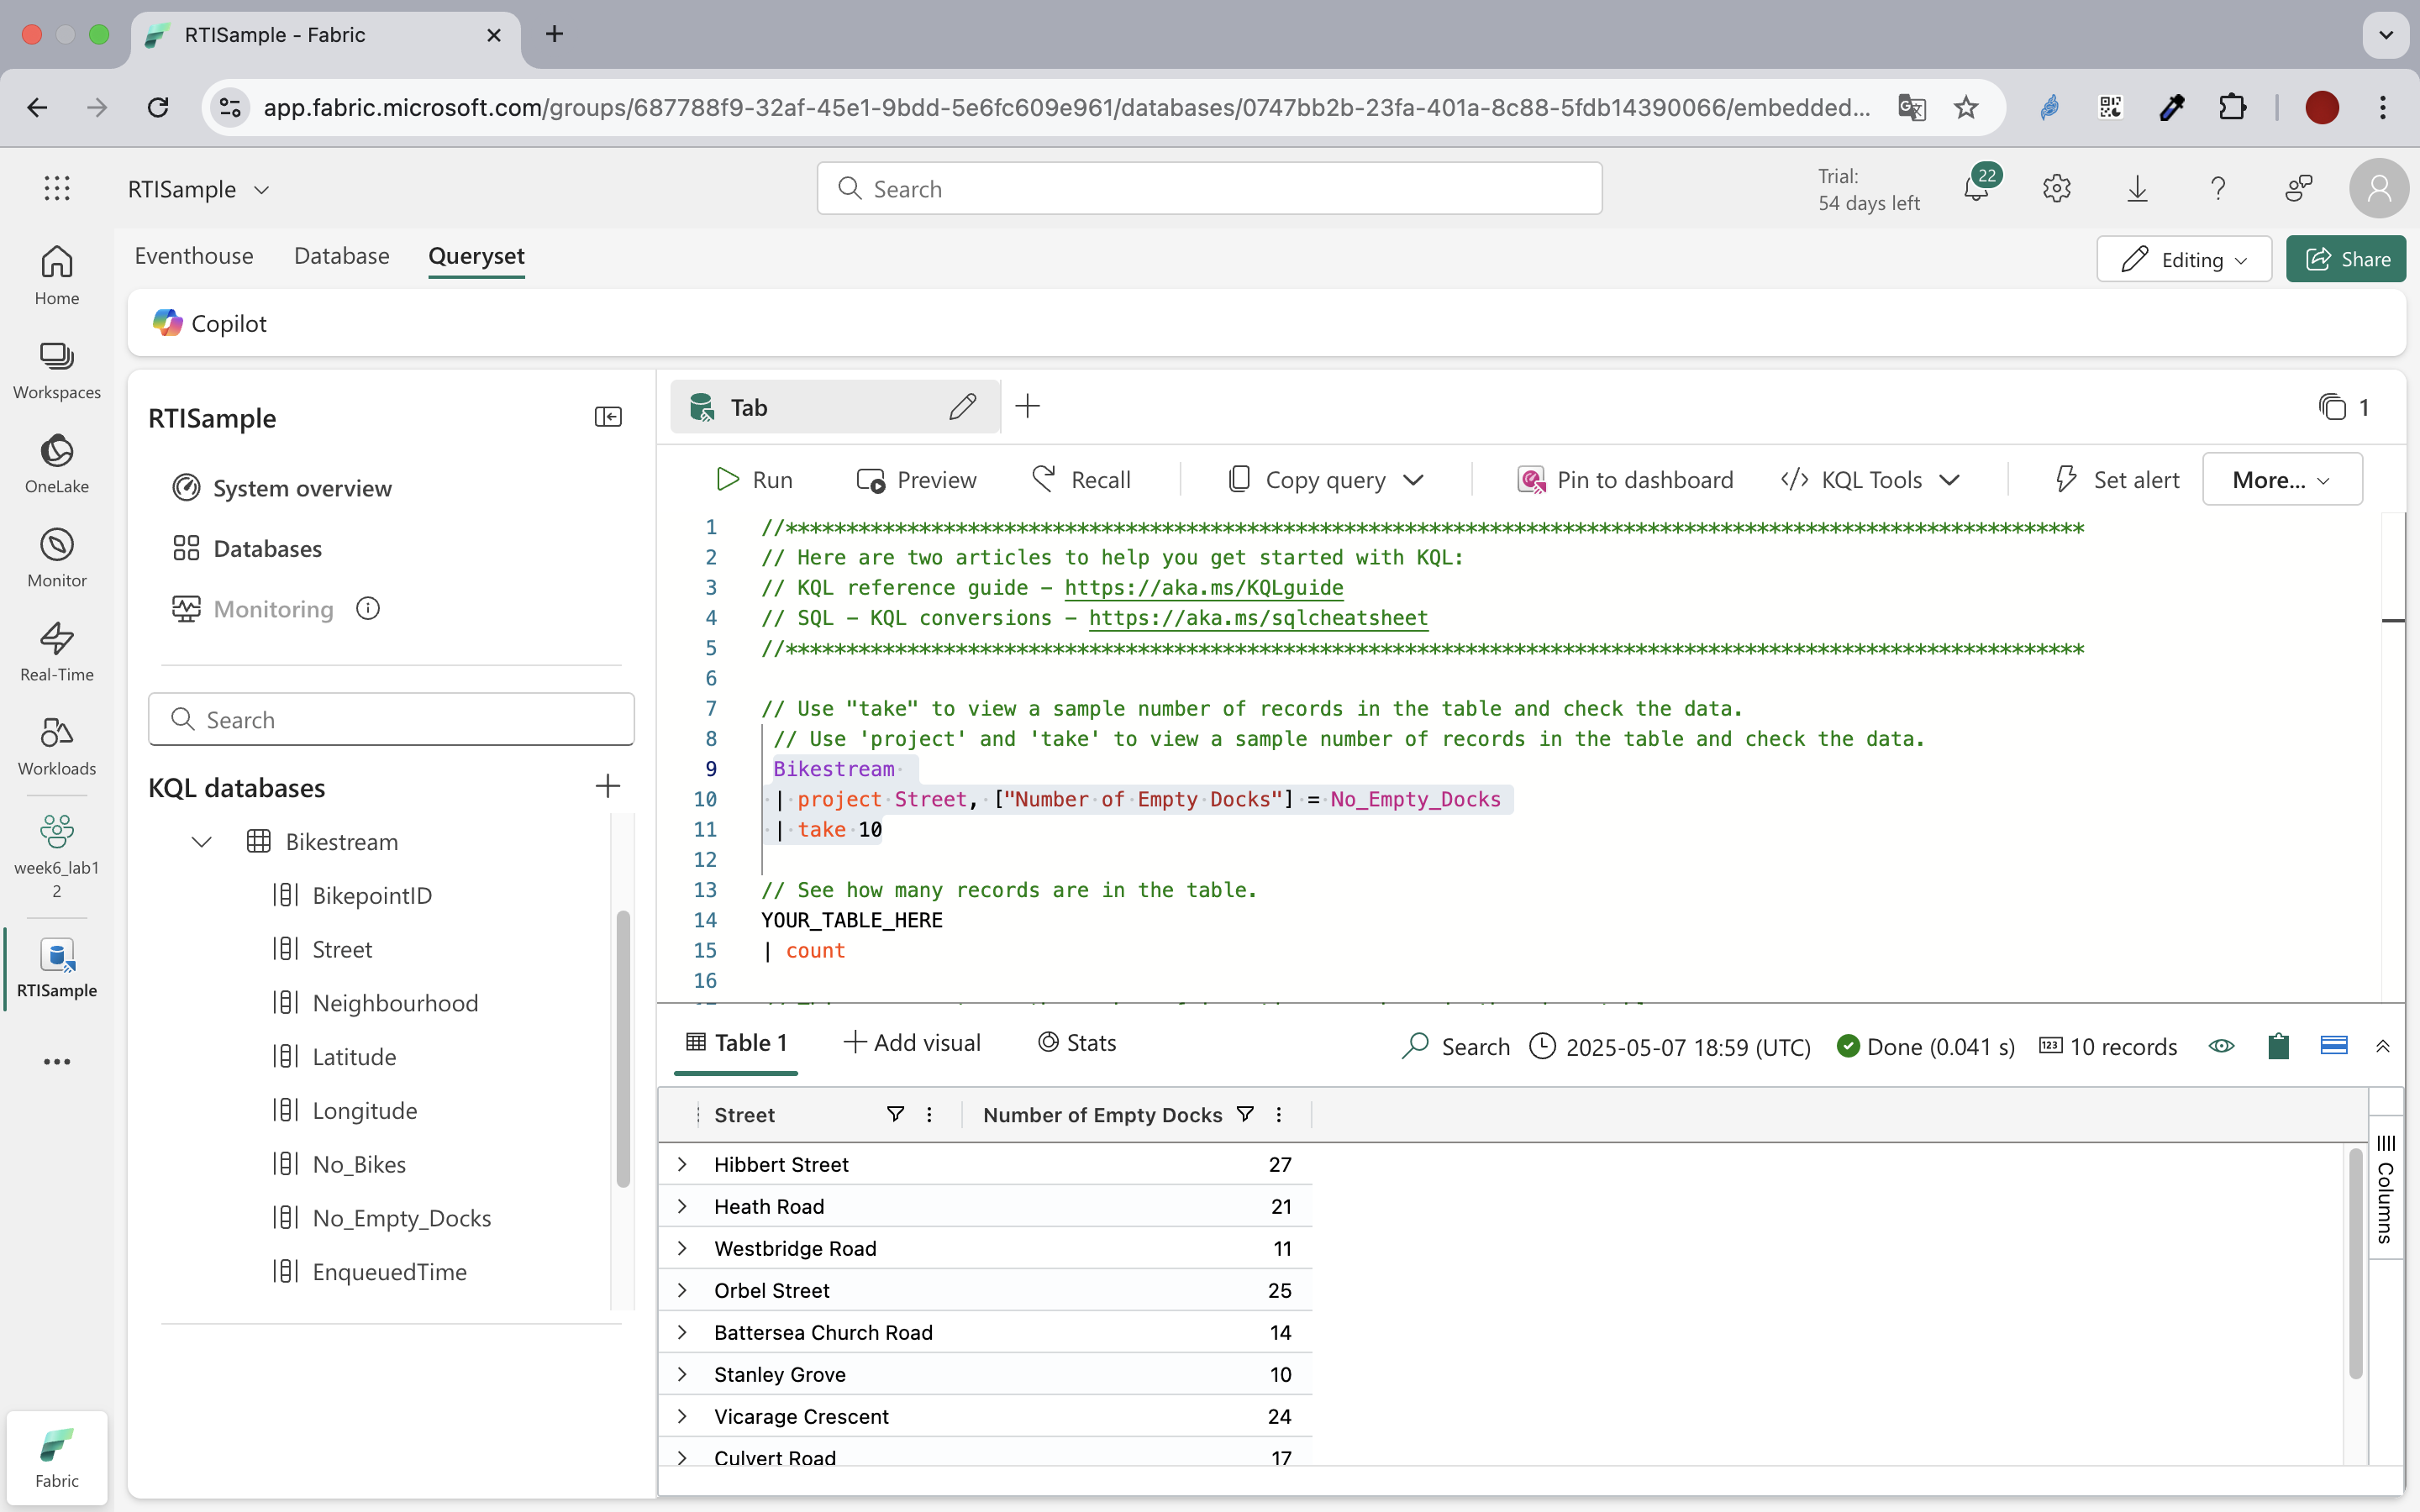 RTISample - Fabric
app.fabric.microsoft.com/groups/687788f9-32af-45e1-9bdd-5e6fc609e961/databases/0747bb2b-23fa-401a-8c88-5fdb14390066/embedded...
RTISample
Search
Trial:
54 days left
22
Home
Workspaces
OneLake
Monitor
Real-Time
Workloads
week6_lab1
2
RTISample
Fabric
Eventhouse
Database
Queryset
Editing
Share
Copilot
RTISample
System overview
Databases
Monitoring
Search
KQL databases
Bikestream
BikepointID
Street
Neighbourhood
Latitude
Longitude
No_Bikes
No_Empty_Docks
EnqueuedTime
Tab
1
Run
Preview
Recall
Copy query
Pin to dashboard
KQL Tools
Set alert
More...
1 //***********************************************************************************************************
2 // Here are two articles to help you get started with KQL:
3 // KQL reference guide - https://aka.ms/KQLguide
4 // SQL - KQL conversions - https://aka.ms/sqlcheatsheet
5 //***********************************************************************************************************
6
7 // Use "take" to view a sample number of records in the table and check the data.
8 // Use 'project' and 'take' to view a sample number of records in the table and check the data.
9 Bikestream
10 | project Street, ["Number of Empty Docks"] = No_Empty_Docks
11 | take 10
12
13 // See how many records are in the table.
14 YOUR_TABLE_HERE
15 | count
16
Table 1
Add visual
Stats
Search
2025-05-07 18:59 (UTC)
Done (0.041 s)
10 records
Street Number of Empty Docks
Hibbert Street 27
Heath Road 21
Westbridge Road 11
Orbel Street 25
Battersea Church Road 14
Stanley Grove 10
Vicarage Crescent 24
Culvert Road 17
Columns